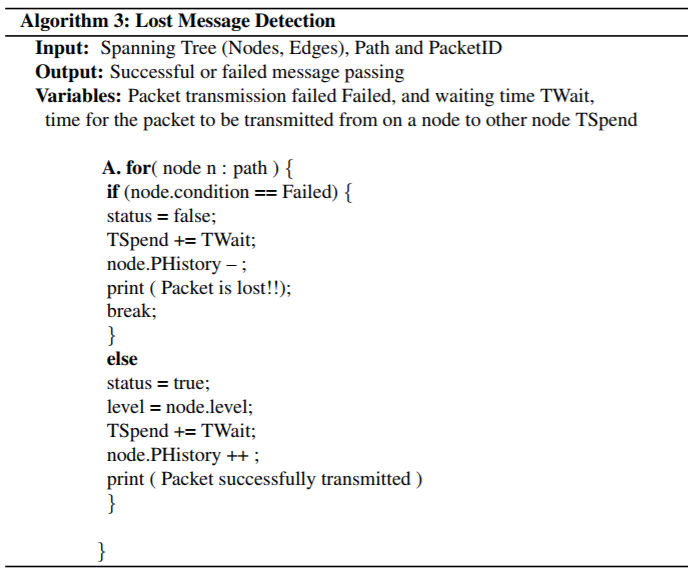 Algorithm 3: Lost Message Detection
Input: Spanning Tree (Nodes, Edges), Path and PacketID
Output: Successful or failed message passing
Variables: Packet transmission failed Failed, and waiting time TWait,
time for the packet to be transmitted from on a node to other node TSpend
A. for( node n : path ) {
if (node.condition == Failed) {
status = false;
TSpend += TWait;
node.PHistory – ;
print ( Packet is lost!!);
break;
}
else
status = true;
level = node.level;
TSpend += TWait;
node.PHistory ++ ;
print ( Packet successfully transmitted )
}
}